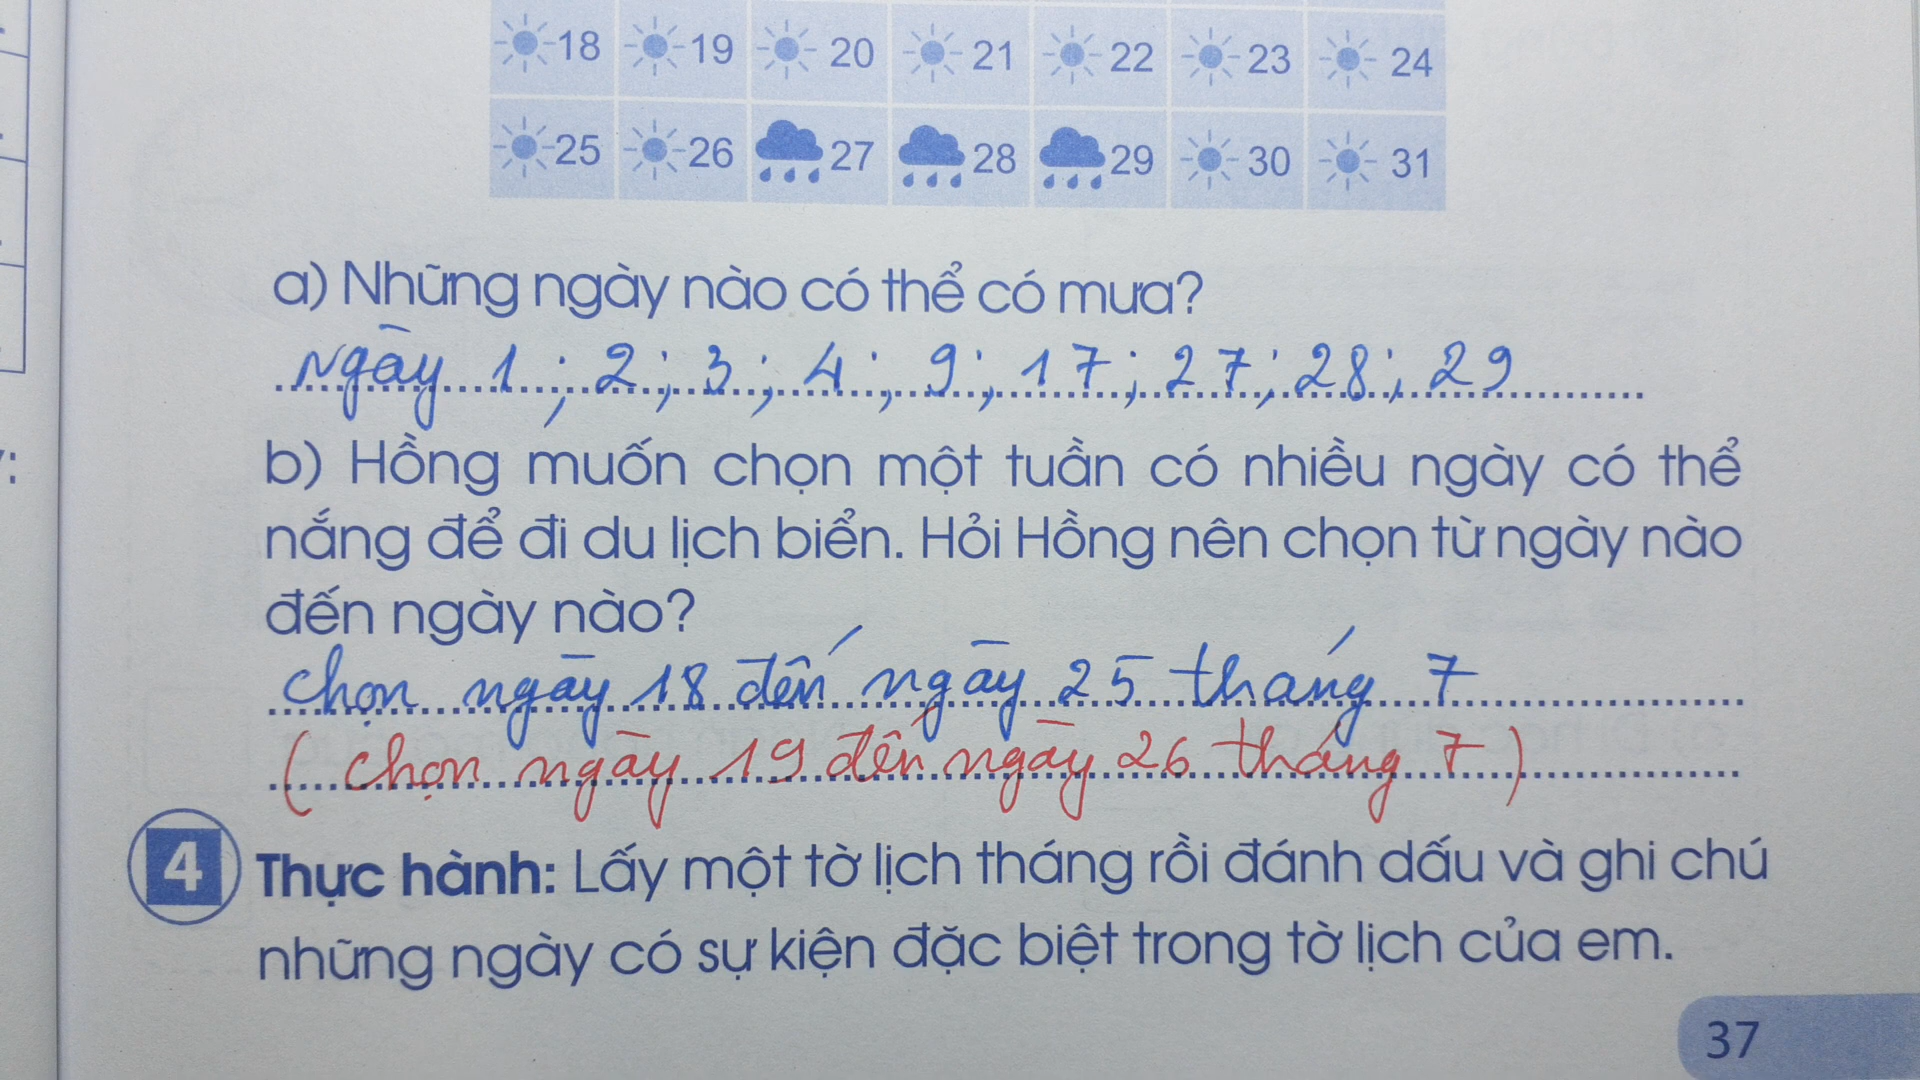 18 19 20 21 22 23 24
25 26 27 28 29 30 31
a) Những ngày nào có thể có mưa?
Ngày 1 ; 2 ; 3 ; 4 ; 9 ; 17 ; 27 ; 28 ; 29
b) Hồng muốn chọn một tuần có nhiều ngày có thể
nắng để đi du lịch biển. Hỏi Hồng nên chọn từ ngày nào
đến ngày nào?
Chọn ngày 18 đến ngày 25 tháng 7
( Chọn ngày 19 đến ngày 26 tháng 7 )
4 Thực hành: Lấy một tờ lịch tháng rồi đánh dấu và ghi chú
những ngày có sự kiện đặc biệt trong tờ lịch của em.
37